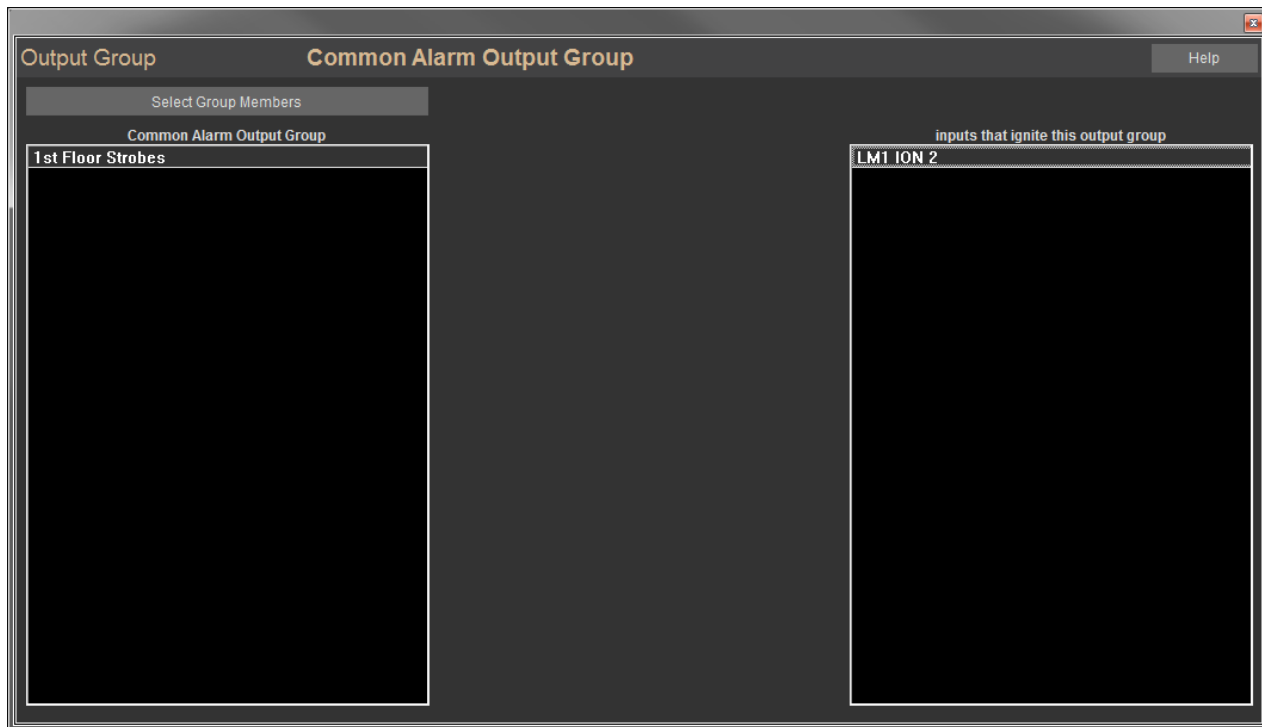 Output Group
Common Alarm Output Group
Help
Select Group Members
Common Alarm Output Group
1st Floor Strobes
inputs that ignite this output group
LM1 ION 2